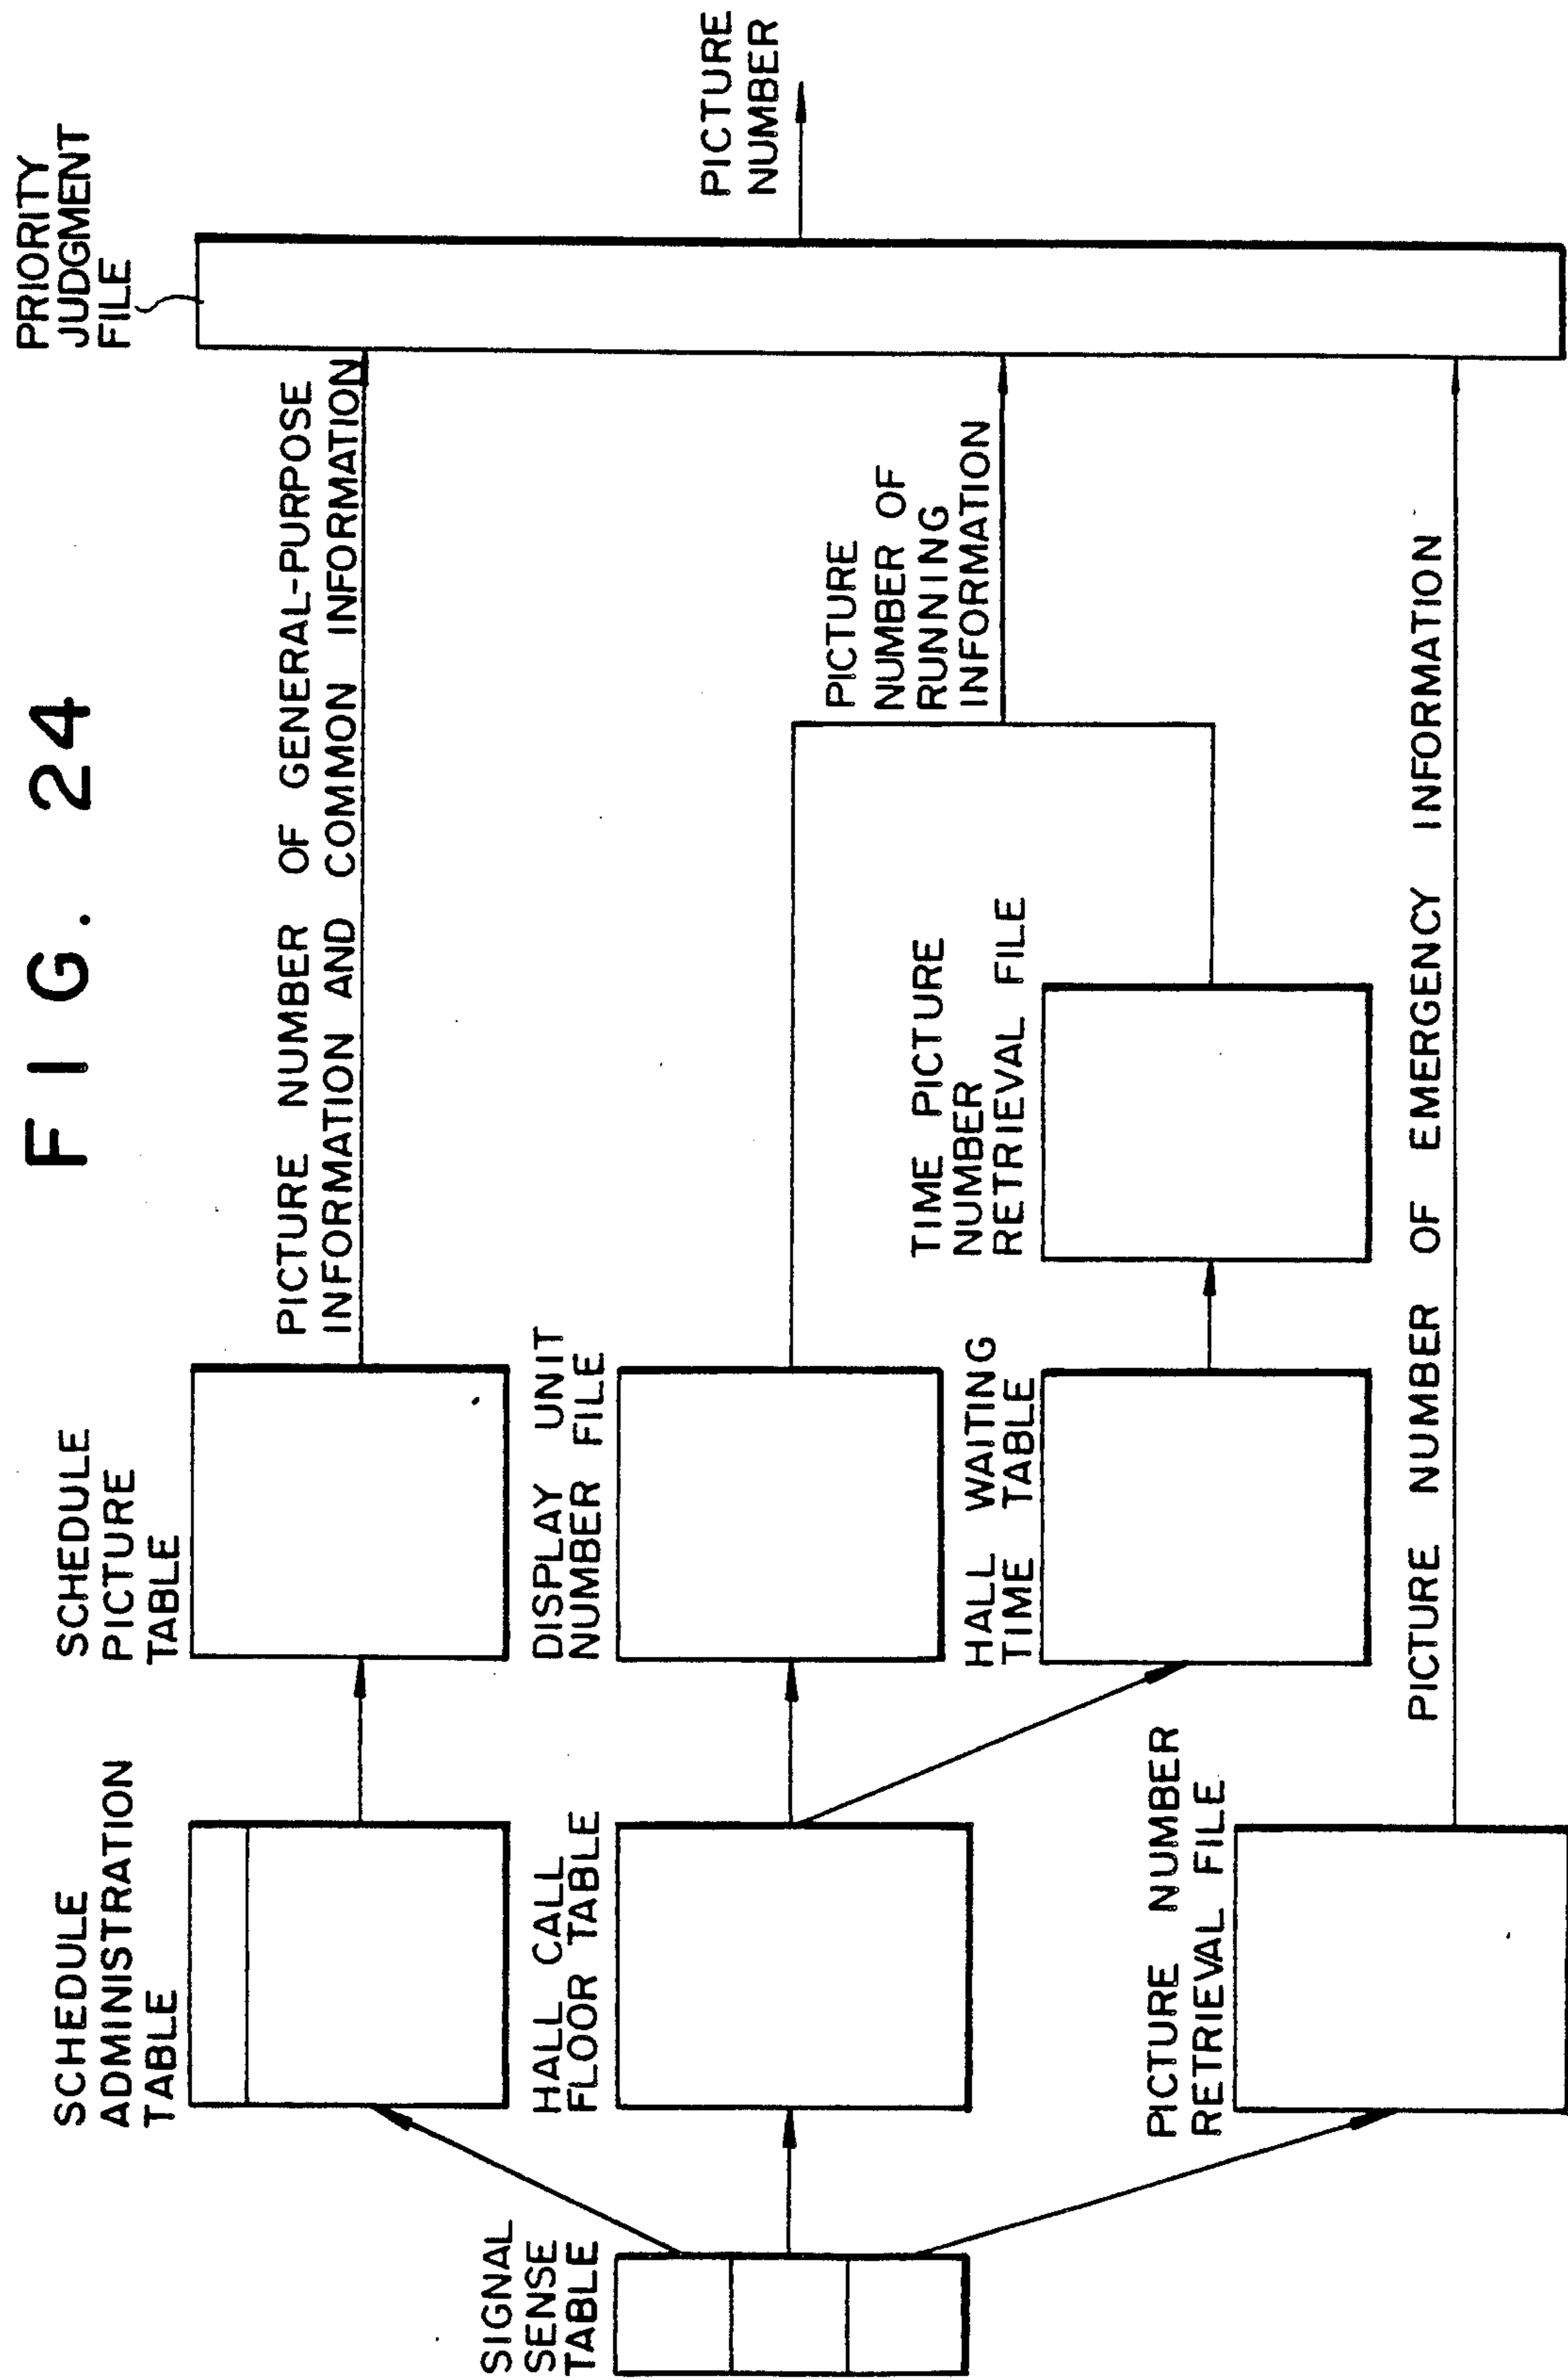 FIG. 24
SIGNAL
SENSE
TABLE
SCHEDULE
ADMINISTRATION
TABLE
HALL CALL
FLOOR TABLE
PICTURE NUMBER
RETRIEVAL FILE
SCHEDULE
PICTURE
TABLE
DISPLAY UNIT
NUMBER FILE
HALL WAITING
TIME TABLE
TIME PICTURE
NUMBER
RETRIEVAL FILE
PICTURE NUMBER OF GENERAL-PURPOSE
INFORMATION AND COMMON INFORMATION
PICTURE
NUMBER OF
RUNNING
INFORMATION
PICTURE NUMBER OF EMERGENCY INFORMATION
PRIORITY
JUDGMENT
FILE
PICTURE
NUMBER